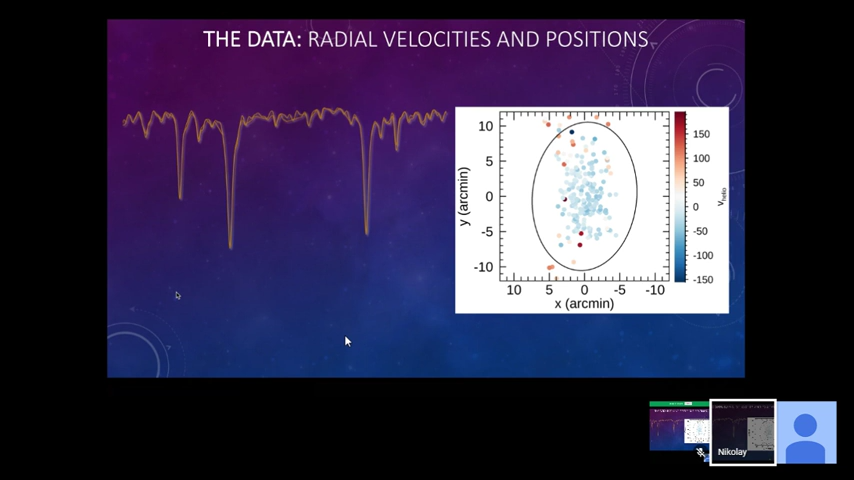 THE DATA: RADIAL VELOCITIES AND POSITIONS
10
5
0
-5
-10
y (arcmin)
10 5 0 -5 -10
x (arcmin)
150
100
50
0
-50
-100
-150
v helio
Nikolay